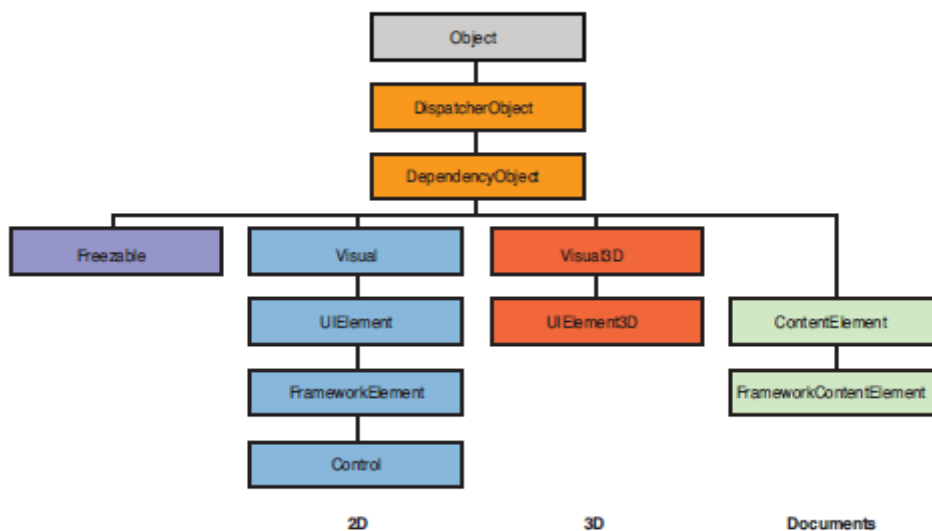 Object
DispatcherObject
DependencyObject
Freezable
Visual
Visual3D
UIElement
UIElement3D
ContentElement
FrameworkElement
FrameworkContentElement
Control
2D
3D
Documents